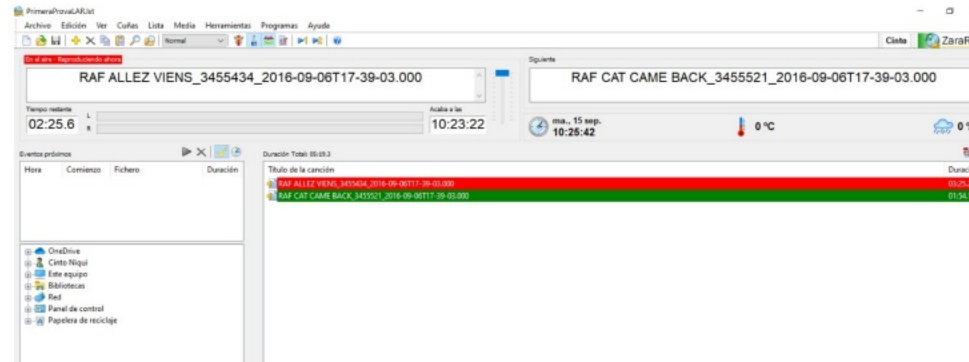 PrimeraProvaLAR.lst
Archivo Edición Ver Cuñas Lista Media Herramientas Programas Ayuda
Normal
Cinto ZaraR
En el aire - Reproduciendo ahora
RAF ALLEZ VIENS_3455434_2016-09-06T17-39-03.000
Siguiente
RAF CAT CAME BACK_3455521_2016-09-06T17-39-03.000
Tiempo restante
02:25.6
L
R
Acaba a las
10:23:22
ma., 15 sep.
10:25:42
0 ºC
0
Eventos próximos
Hora Comienzo Fichero Duración
Duración Total: 05:19.3
Título de la canción Durac
RAF ALLEZ VIENS_3455434_2016-09-06T17-39-03.000 03:25.
RAF CAT CAME BACK_3455521_2016-09-06T17-39-03.000 01:54.
OneDrive
Cinto Niqui
Este equipo
Bibliotecas
Red
Panel de control
Papelera de reciclaje